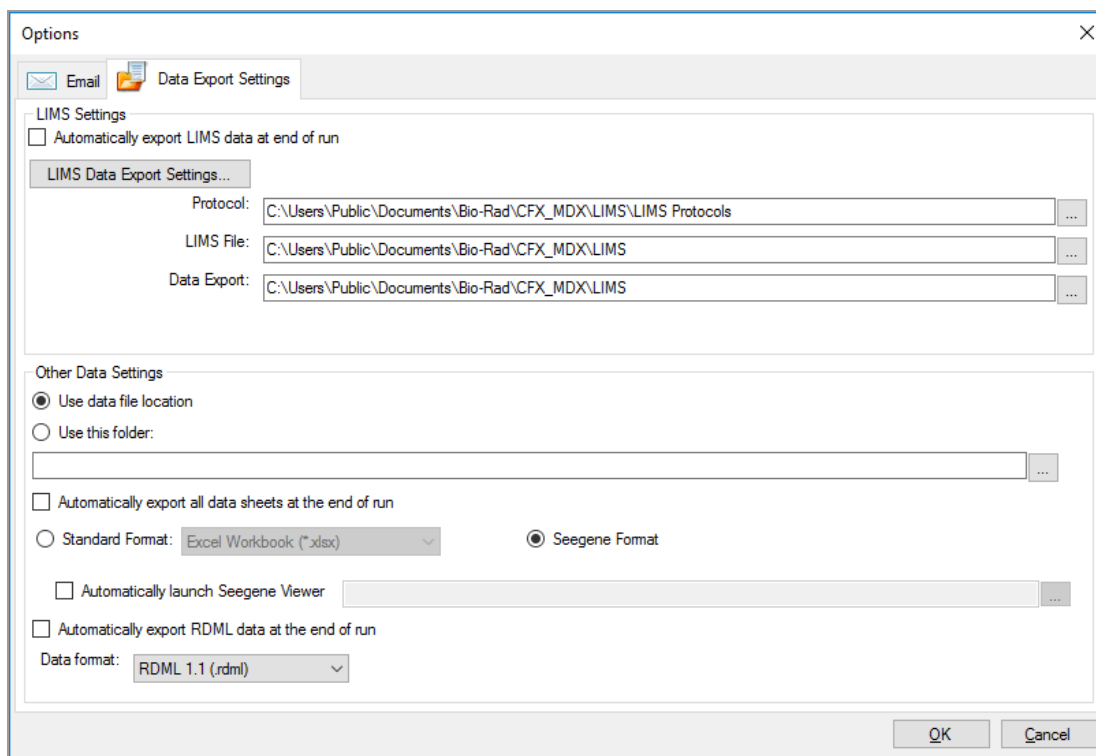 Options
Email Data Export Settings
LIMS Settings
Automatically export LIMS data at end of run
LIMS Data Export Settings...
Protocol: C:\Users\Public\Documents\Bio-Rad\CFX_MDX\LIMS\LIMS Protocols ...
LIMS File: C:\Users\Public\Documents\Bio-Rad\CFX_MDX\LIMS ...
Data Export: C:\Users\Public\Documents\Bio-Rad\CFX_MDX\LIMS ...
Other Data Settings
Use data file location
Use this folder:
...
Automatically export all data sheets at the end of run
Standard Format: Excel Workbook (*.xlsx) Seegene Format
Automatically launch Seegene Viewer ...
Automatically export RDML data at the end of run
Data format: RDML 1.1 (.rdml)
OK Cancel